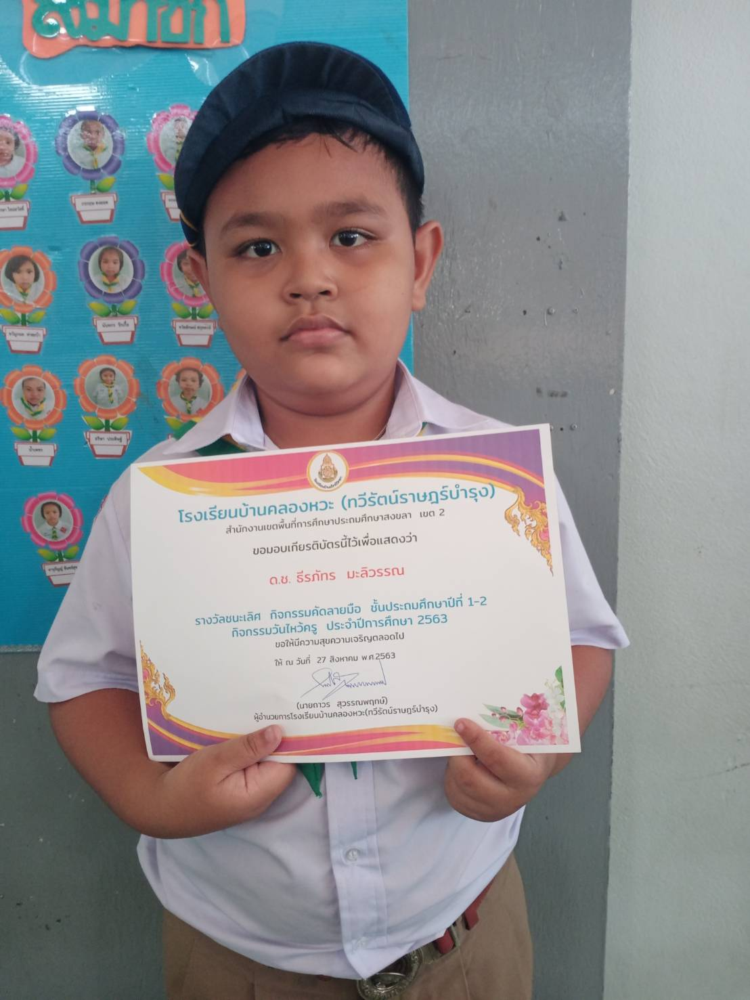 สมาชิก
โรงเรียนบ้านคลองหวะ (ทวีรัตน์ราษฎร์บำรุง)
สำนักงานเขตพื้นที่การศึกษาประถมศึกษาสงขลา เขต 2
ขอมอบเกียรติบัตรนี้ไว้เพื่อแสดงว่า
ด.ช. ธีรภัทร มะลิวรรณ
รางวัลชนะเลิศ กิจกรรมคัดลายมือ ชั้นประถมศึกษาปีที่ 1-2
กิจกรรมวันไหว้ครู ประจำปีการศึกษา 2563
ขอให้มีความสุขความเจริญตลอดไป
ให้ ณ วันที่ 27 สิงหาคม พ.ศ.2563
(นายถาวร สุวรรณพฤกษ์)
ผู้อำนวยการโรงเรียนบ้านคลองหวะ(ทวีรัตน์ราษฎร์บำรุง)